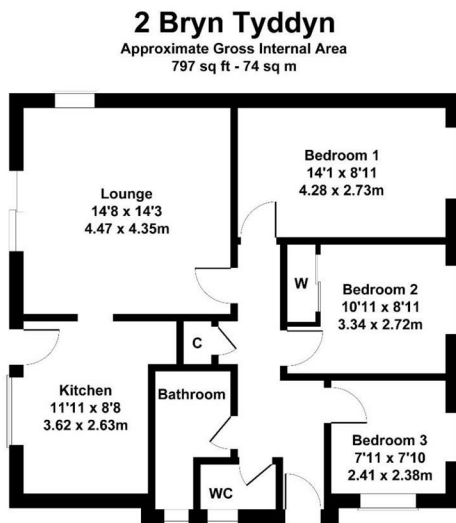 2 Bryn Tyddyn
Approximate Gross Internal Area
797 sq ft - 74 sq m
Lounge
14'8 x 14'3
4.47 x 4.35m
Bedroom 1
14'1 x 8'11
4.28 x 2.73m
W
Bedroom 2
10'11 x 8'11
3.34 x 2.72m
C
Kitchen
11'11 x 8'8
3.62 x 2.63m
Bathroom
Bedroom 3
7'11 x 7'10
2.41 x 2.38m
WC